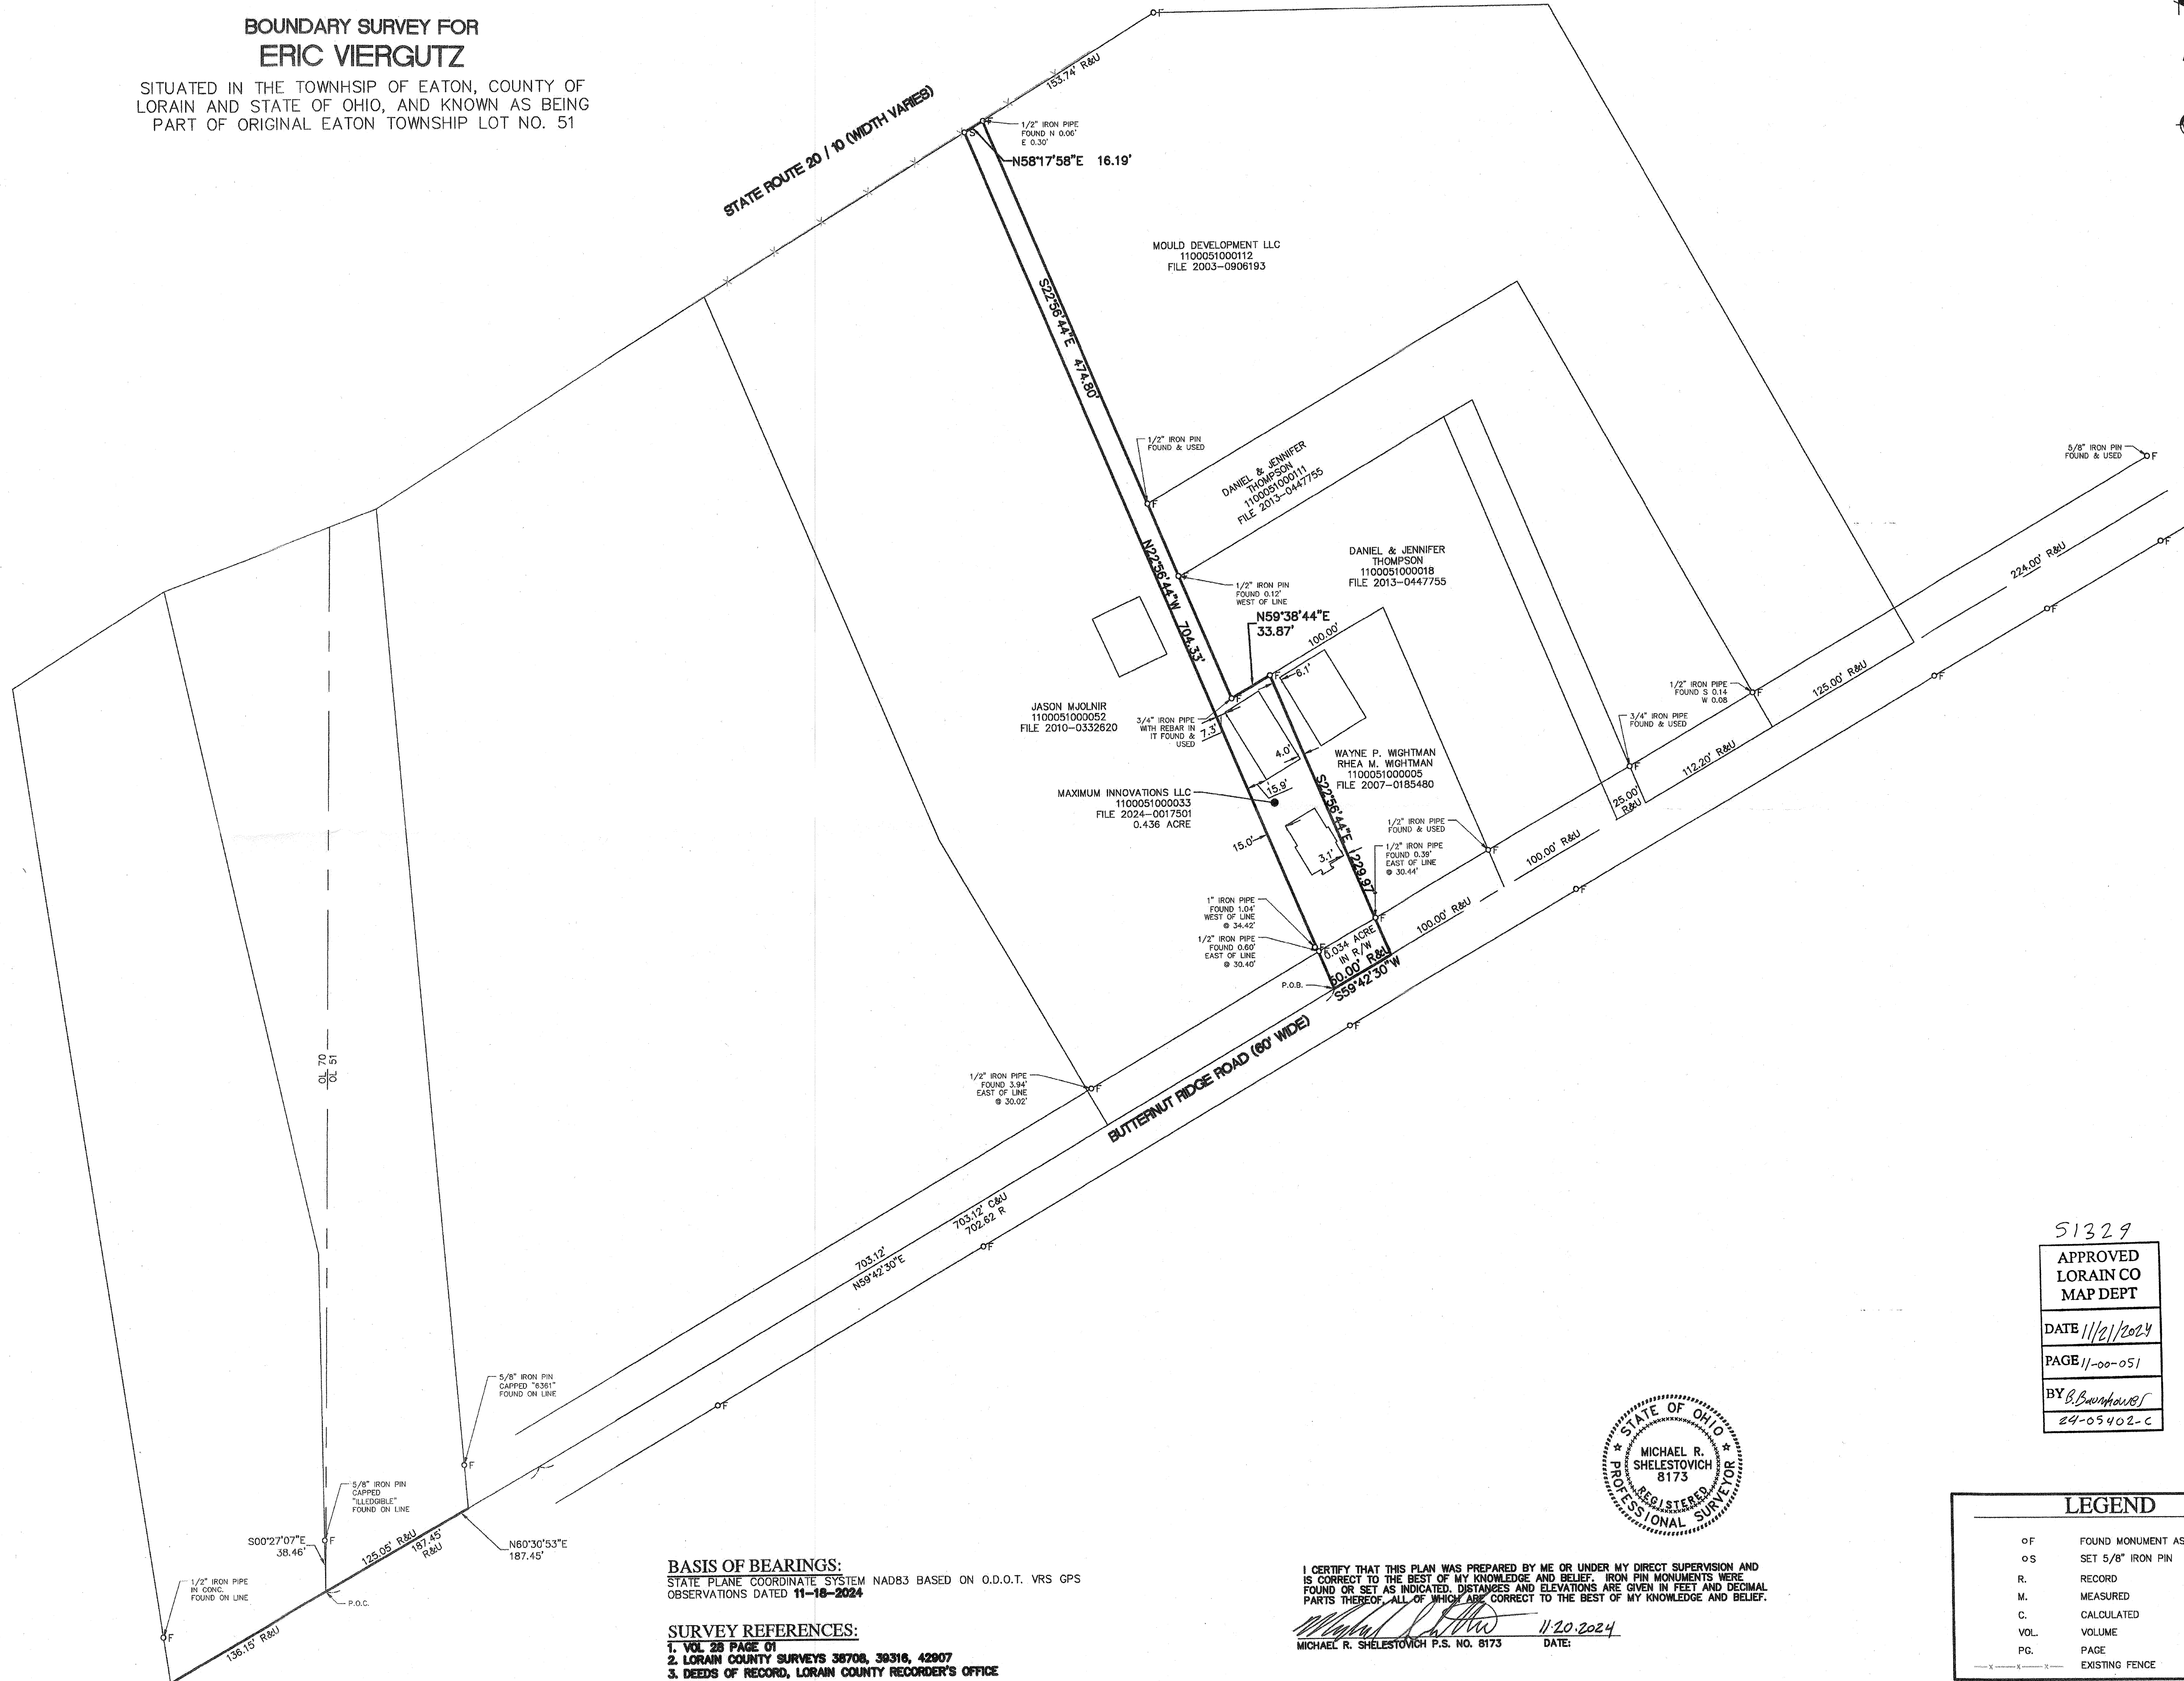 BOUNDARY SURVEY FOR
ERIC VIERGUTZ
SITUATED IN THE TOWNHSIP OF EATON, COUNTY OF
LORAIN AND STATE OF OHIO, AND KNOWN AS BEING
PART OF ORIGINAL EATON TOWNSHIP LOT NO. 51
F
153.74' R&U
STATE ROUTE 20 / 10 (WIDTH VARIES)
S
F
1/2" IRON PIPE
FOUND N 0.06'
E 0.30'
N58°17'58"E 16.19'
MOULD DEVELOPMENT LLC
1100051000112
FILE 2003-0906193
S22°56'44"E 474.80'
1/2" IRON PIN
FOUND & USED
F
DANIEL & JENNIFER
THOMPSON
1100051000111
FILE 2013-0447755
5/8" IRON PIN
FOUND & USED
F
N22°56'44"W 704.33'
DANIEL & JENNIFER
THOMPSON
1100051000018
FILE 2013-0447755
F
1/2" IRON PIN
FOUND 0.12'
WEST OF LINE
N59°38'44"E
33.87'
100.00'
224.00' R&U
F
F
F
F
6.1'
JASON MJOLNIR
1100051000052
FILE 2010-0332620
3/4" IRON PIPE
WITH REBAR IN
IT FOUND &
USED
7.3'
4.0'
15.9'
WAYNE P. WIGHTMAN
RHEA M. WIGHTMAN
1100051000005
FILE 2007-0185480
1/2" IRON PIPE
FOUND S 0.14
W 0.08
F
125.00' R&U
F
3/4" IRON PIPE
FOUND & USED
F
112.20' R&U
25.00'
R&U
MAXIMUM INNOVATIONS LLC
1100051000033
FILE 2024-0017501
0.436 ACRE
15.0'
3.1'
S22°56'44"E 229.97'
1/2" IRON PIPE
FOUND & USED
F
1/2" IRON PIPE
FOUND 0.39'
EAST OF LINE
@ 30.44'
F
100.00' R&U
F
100.00' R&U
1" IRON PIPE
FOUND 1.04'
WEST OF LINE
@ 34.42'
1/2" IRON PIPE
FOUND 0.60'
EAST OF LINE
@ 30.40'
F
0.034 ACRE
IN R/W
50.00' R&U
S59°42'30"W
P.O.B.
F
BUTTERNUT RIDGE ROAD (60' WIDE)
OL 70
OL 51
1/2" IRON PIPE
FOUND 3.94'
EAST OF LINE
@ 30.02'
F
703.12' C&U
702.62 R
703.12'
N59°42'30"E
F
F
5/8" IRON PIN
CAPPED "6361"
FOUND ON LINE
F
5/8" IRON PIN
CAPPED
"ILLEDGIBLE"
FOUND ON LINE
F
S00°27'07"E
38.46'
125.05' R&U
187.45'
R&U
N60°30'53"E
187.45'
1/2" IRON PIPE
IN CONC.
FOUND ON LINE
P.O.C.
F
136.15' R&U
BASIS OF BEARINGS:
STATE PLANE COORDINATE SYSTEM NAD83 BASED ON O.D.O.T. VRS GPS
OBSERVATIONS DATED 11-18-2024
SURVEY REFERENCES:
1. VOL 28 PAGE 01
2. LORAIN COUNTY SURVEYS 38708, 39316, 42907
3. DEEDS OF RECORD, LORAIN COUNTY RECORDER'S OFFICE
STATE OF OHIO
MICHAEL R.
SHELESTOVICH
8173
REGISTERED
PROFESSIONAL SURVEYOR
I CERTIFY THAT THIS PLAN WAS PREPARED BY ME OR UNDER MY DIRECT SUPERVISION AND
IS CORRECT TO THE BEST OF MY KNOWLEDGE AND BELIEF. IRON PIN MONUMENTS WERE
FOUND OR SET AS INDICATED. DISTANCES AND ELEVATIONS ARE GIVEN IN FEET AND DECIMAL
PARTS THEREOF, ALL OF WHICH ARE CORRECT TO THE BEST OF MY KNOWLEDGE AND BELIEF.
11.20.2024
MICHAEL R. SHELESTOVICH P.S. NO. 8173 DATE:
51329
APPROVED
LORAIN CO
MAP DEPT
DATE 11/21/2024
PAGE 11-00-051
BY B.
24-05402-C
LEGEND
F FOUND MONUMENT AS
S SET 5/8" IRON PIN
R. RECORD
M. MEASURED
C. CALCULATED
VOL. VOLUME
PG. PAGE
x x x EXISTING FENCE